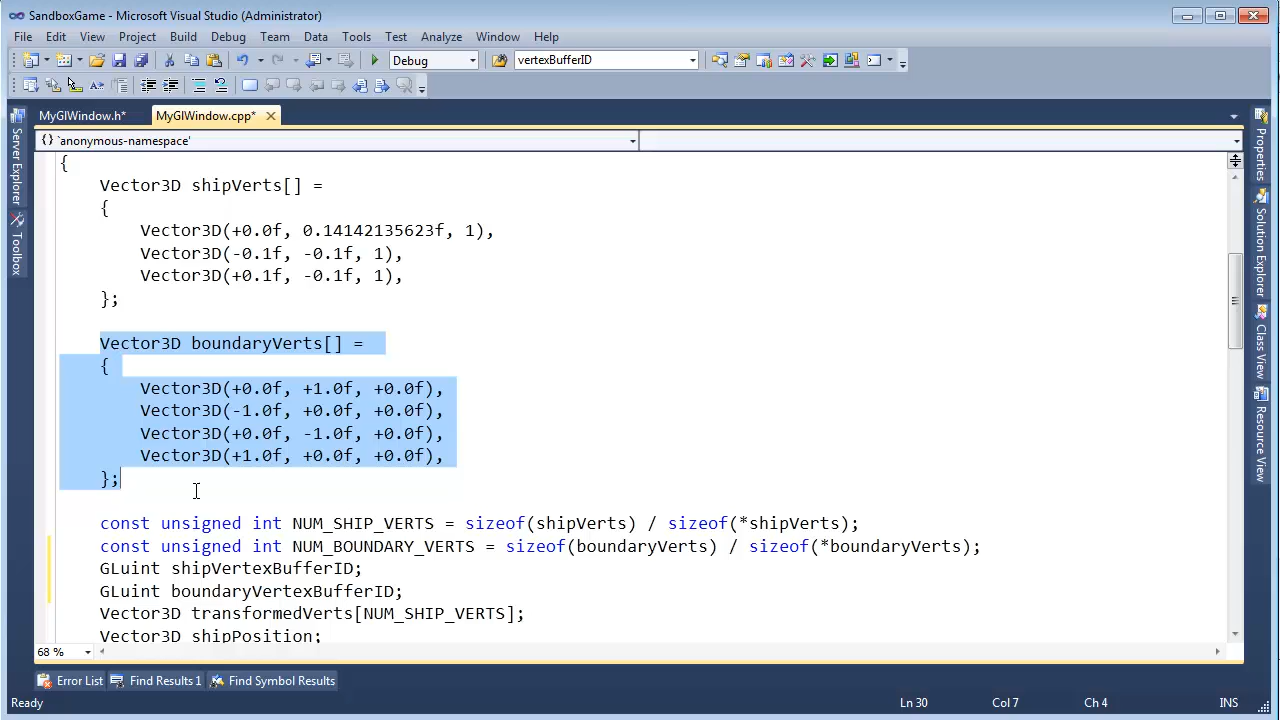 SandboxGame - Microsoft Visual Studio (Administrator)
File Edit View Project Build Debug Team Data Tools Test Analyze Window Help
Debug vertexBufferID
MyGlWindow.h* MyGlWindow.cpp*
{} `anonymous-namespace'
{
Vector3D shipVerts[] =
{
Vector3D(+0.0f, 0.14142135623f, 1),
Vector3D(-0.1f, -0.1f, 1),
Vector3D(+0.1f, -0.1f, 1),
};
Vector3D boundaryVerts[] =
{
Vector3D(+0.0f, +1.0f, +0.0f),
Vector3D(-1.0f, +0.0f, +0.0f),
Vector3D(+0.0f, -1.0f, +0.0f),
Vector3D(+1.0f, +0.0f, +0.0f),
};
const unsigned int NUM_SHIP_VERTS = sizeof(shipVerts) / sizeof(*shipVerts);
const unsigned int NUM_BOUNDARY_VERTS = sizeof(boundaryVerts) / sizeof(*boundaryVerts);
GLuint shipVertexBufferID;
GLuint boundaryVertexBufferID;
Vector3D transformedVerts[NUM_SHIP_VERTS];
Vector3D shipPosition;
68 %
Server Explorer
Toolbox
Properties
Solution Explorer
Class View
Resource View
Error List Find Results 1 Find Symbol Results
Ready Ln 30 Col 7 Ch 4 INS